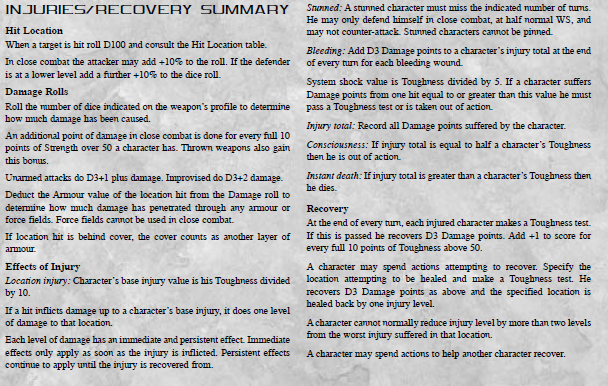 INJURIES/RECOVERY SUMMARY
Hit Location
When a target is hit roll D100 and consult the Hit Location table.
In close combat the attacker may add +10% to the roll. If the defender
is at a lower level add a further +10% to the dice roll.
Damage Rolls
Roll the number of dice indicated on the weapon's profile to determine
how much damage has been caused.
An additional point of damage in close combat is done for every full 10
points of Strength over 50 a character has. Thrown weapons also gain
this bonus.
Unarmed attacks do D3+1 plus damage. Improvised do D3+2 damage.
Deduct the Armour value of the location hit from the Damage roll to
determine how much damage has penetrated through any armour or
force fields. Force fields cannot be used in close combat.
If location hit is behind cover, the cover counts as another layer of
armour.
Effects of Injury
Location injury: Character's base injury value is his Toughness divided
by 10.
If a hit inflicts damage up to a character's base injury, it does one level
of damage to that location.
Each level of damage has an immediate and persistent effect. Immediate
effects only apply as soon as the injury is inflicted. Persistent effects
continue to apply until the injury is recovered from.
Stunned: A stunned character must miss the indicated number of turns.
He may only defend himself in close combat, at half normal WS, and
may not counter-attack. Stunned characters cannot be pinned.
Bleeding: Add D3 Damage points to a character's injury total at the end
of every turn for each bleeding wound.
System shock value is Toughness divided by 5. If a character suffers
Damage points from one hit equal to or greater than this value he must
pass a Toughness test or is taken out of action.
Injury total: Record all Damage points suffered by the character.
Consciousness: If injury total is equal to half a character's Toughness
then he is out of action.
Instant death: If injury total is greater than a character's Toughness then
he dies.
Recovery
At the end of every turn, each injured character makes a Toughness test.
If this is passed he recovers D3 Damage points. Add +1 to score for
every full 10 points of Toughness above 50.
A character may spend actions attempting to recover. Specify the
location attempting to be healed and make a Toughness test. He
recovers D3 Damage points as above and the specified location is
healed back by one injury level.
A character cannot normally reduce injury level by more than two levels
from the worst injury suffered in that location.
A character may spend actions to help another character recover.